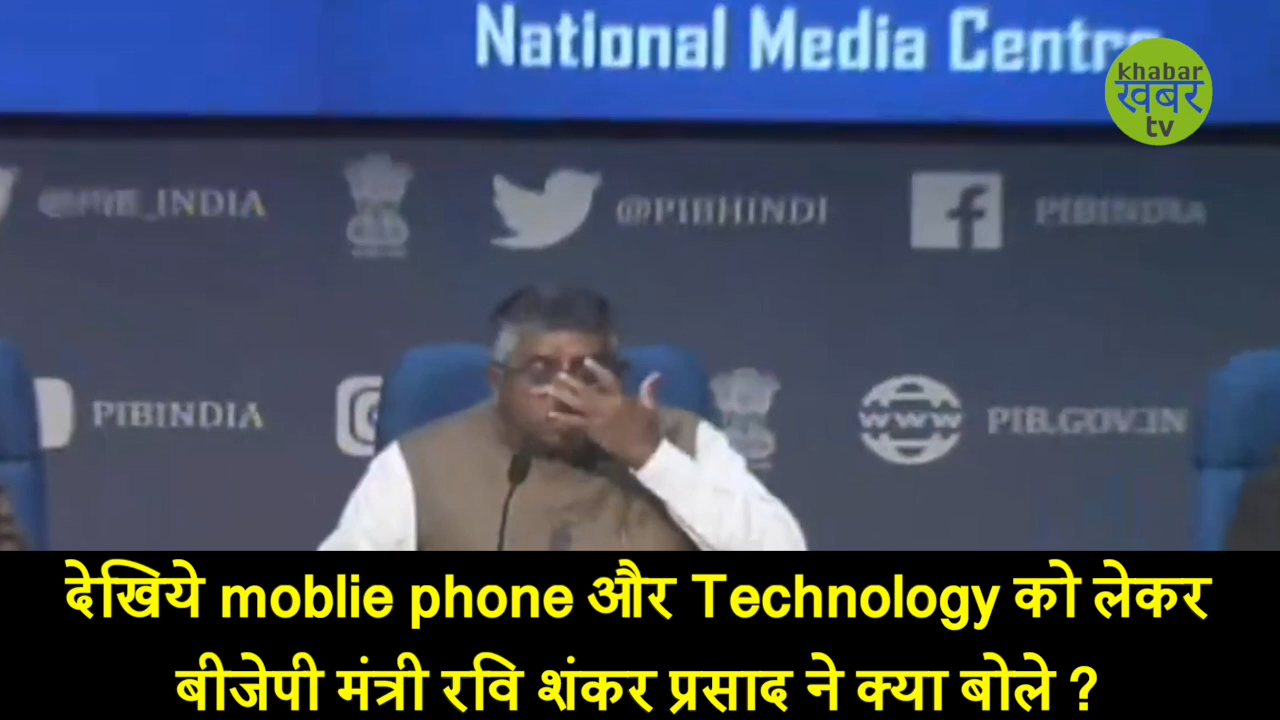 National Media Centre
khabar
खबर
tv
@PIB_INDIA
@PIBHINDI
PIBINDIA
PIBINDIA
www
PIB.GOV.IN
देखिये moblie phone और Technology को लेकर
बीजेपी मंत्री रवि शंकर प्रसाद ने क्या बोले ?